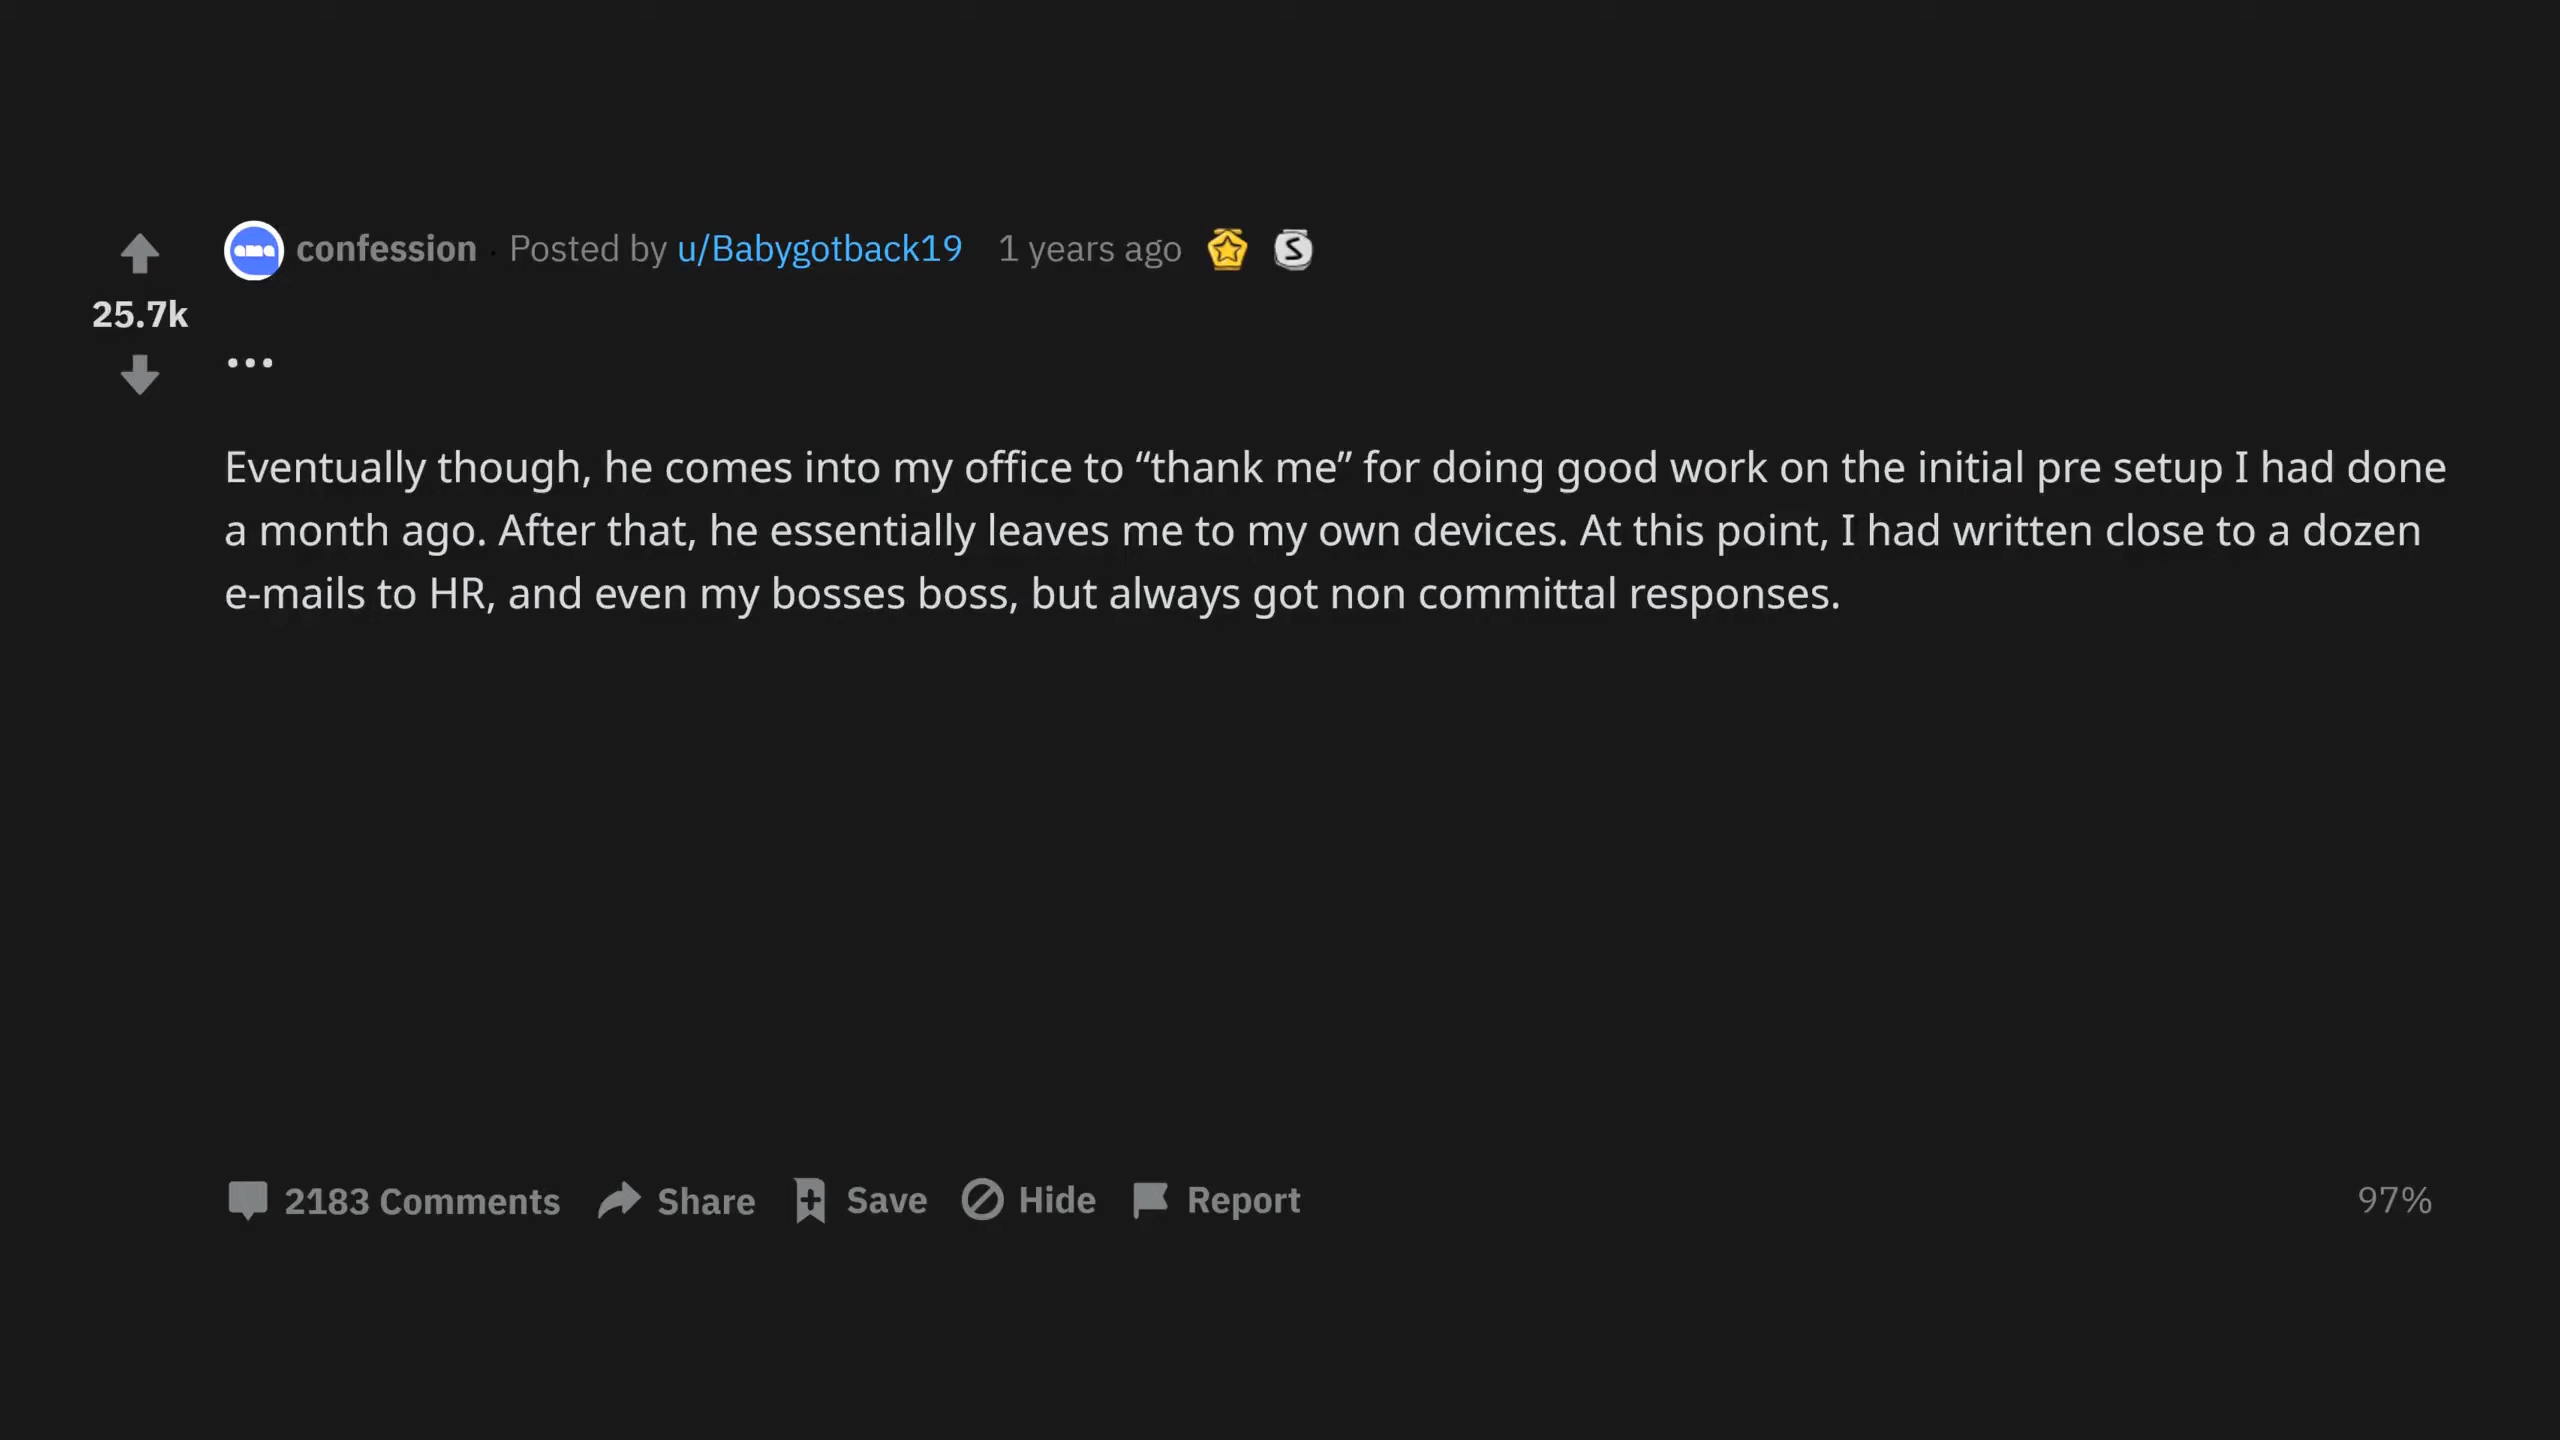 ama confession · Posted by u/Babygotback19 1 years ago S
25.7k
...
Eventually though, he comes into my office to “thank me” for doing good work on the initial pre setup I had done
a month ago. After that, he essentially leaves me to my own devices. At this point, I had written close to a dozen
e-mails to HR, and even my bosses boss, but always got non committal responses.
2183 Comments Share Save Hide Report 97%